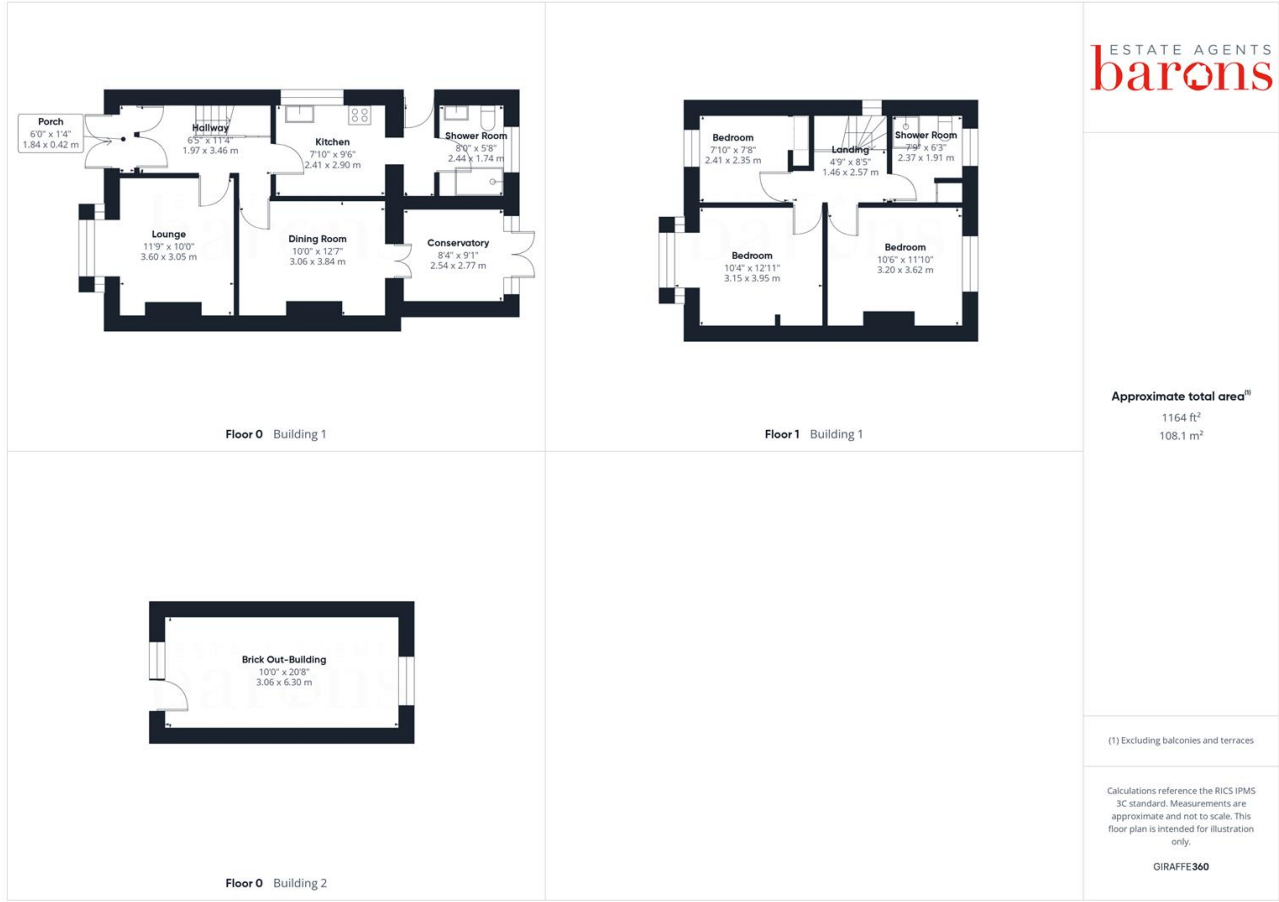 Porch
6'0" x 1'4"
1.84 x 0.42 m
Hallway
6'5" x 11'4"
1.97 x 3.46 m
Kitchen
7'10" x 9'6"
2.41 x 2.90 m
Shower Room
8'0" x 5'8"
2.44 x 1.74 m
Lounge
11'9" x 10'0"
3.60 x 3.05 m
Dining Room
10'0" x 12'7"
3.06 x 3.84 m
Conservatory
8'4" x 9'1"
2.54 x 2.77 m
Floor 0 Building 1
Bedroom
7'10" x 7'8"
2.41 x 2.35 m
Landing
4'9" x 8'5"
1.46 x 2.57 m
Shower Room
7'9" x 6'3"
2.37 x 1.91 m
Bedroom
10'4" x 12'11"
3.15 x 3.95 m
Bedroom
10'6" x 11'10"
3.20 x 3.62 m
Floor 1 Building 1
Brick Out-Building
10'0" x 20'8"
3.06 x 6.30 m
Floor 0 Building 2
ESTATE AGENTS
barons
Approximate total area(1)
1164 ft²
108.1 m²
(1) Excluding balconies and terraces
Calculations reference the RICS IPMS
3C standard. Measurements are
approximate and not to scale. This
floor plan is intended for illustration
only.
GIRAFFE360